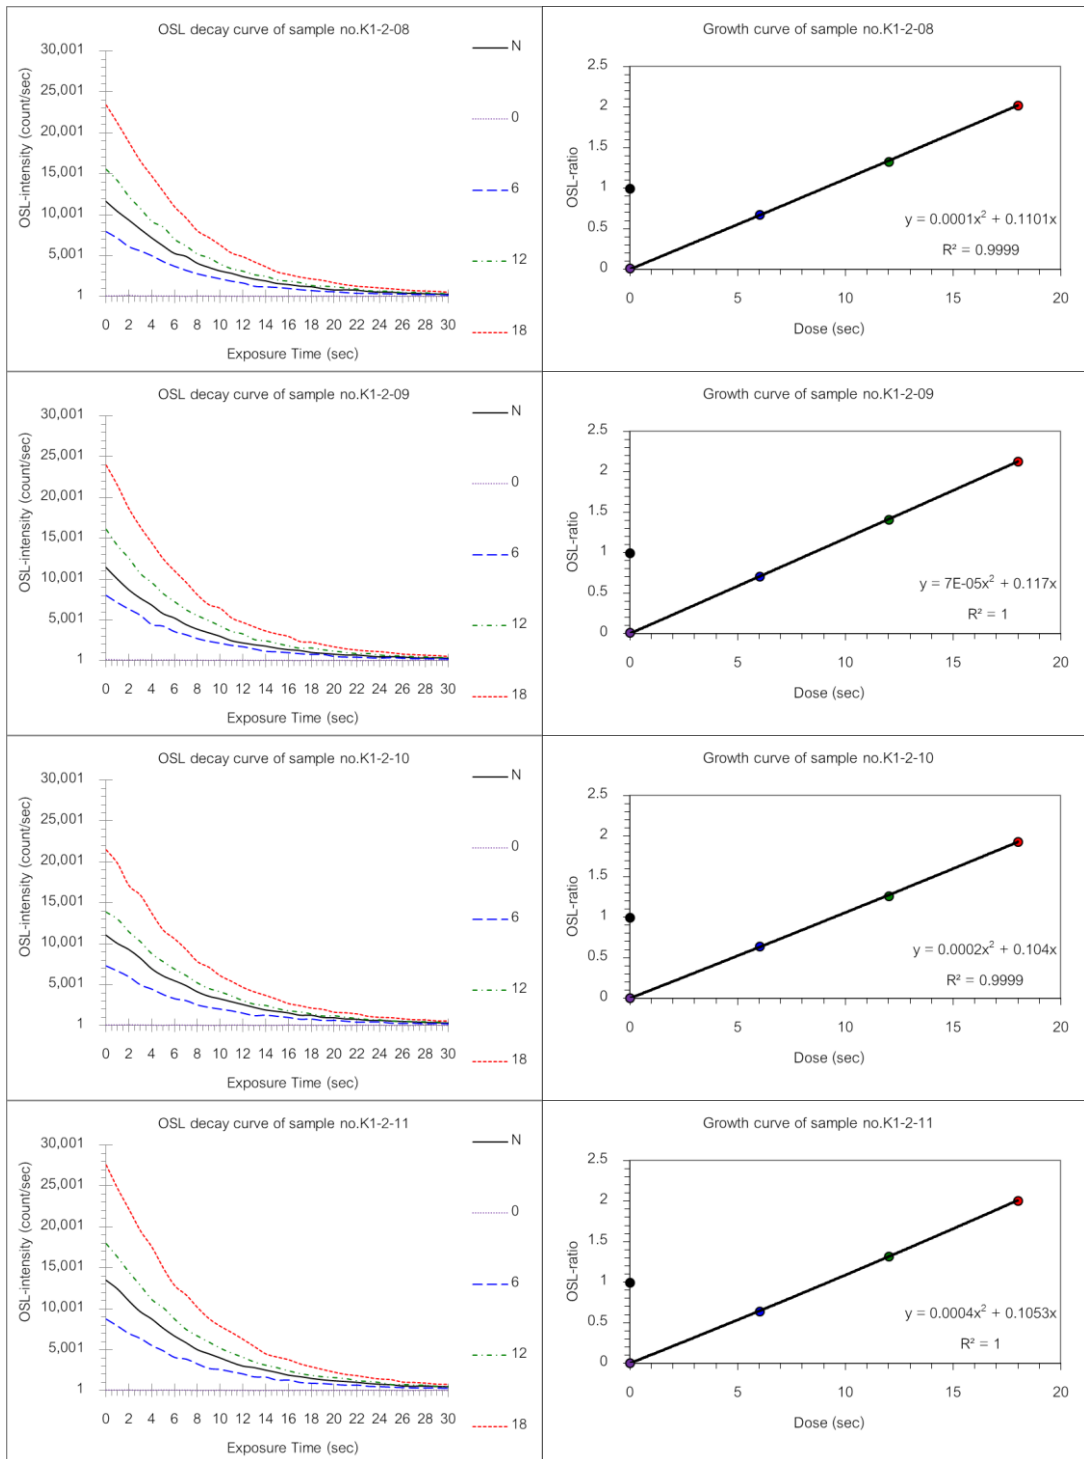 OSL decay curve of sample no.K1-2-08
OSL-intensity (count/sec)
30,001
25,001
20,001
15,001
10,001
5,001
1
0 2 4 6 8 10 12 14 16 18 20 22 24 26 28 30
Exposure Time (sec)
N
0
6
12
18
Growth curve of sample no.K1-2-08
OSL-ratio
2.5
2
1.5
1
0.5
0
0 5 10 15 20
Dose (sec)
y = 0.0001x² + 0.1101x
R² = 0.9999
OSL decay curve of sample no.K1-2-09
OSL-intensity (count/sec)
30,001
25,001
20,001
15,001
10,001
5,001
1
0 2 4 6 8 10 12 14 16 18 20 22 24 26 28 30
Exposure Time (sec)
N
0
6
12
18
Growth curve of sample no.K1-2-09
OSL-ratio
2.5
2
1.5
1
0.5
0
0 5 10 15 20
Dose (sec)
y = 7E-05x² + 0.117x
R² = 1
OSL decay curve of sample no.K1-2-10
OSL-intensity (count/sec)
30,001
25,001
20,001
15,001
10,001
5,001
1
0 2 4 6 8 10 12 14 16 18 20 22 24 26 28 30
Exposure Time (sec)
N
0
6
12
18
Growth curve of sample no.K1-2-10
OSL-ratio
2.5
2
1.5
1
0.5
0
0 5 10 15 20
Dose (sec)
y = 0.0002x² + 0.104x
R² = 0.9999
OSL decay curve of sample no.K1-2-11
OSL-intensity (count/sec)
30,001
25,001
20,001
15,001
10,001
5,001
1
0 2 4 6 8 10 12 14 16 18 20 22 24 26 28 30
Exposure Time (sec)
N
0
6
12
18
Growth curve of sample no.K1-2-11
OSL-ratio
2.5
2
1.5
1
0.5
0
0 5 10 15 20
Dose (sec)
y = 0.0004x² + 0.1053x
R² = 1